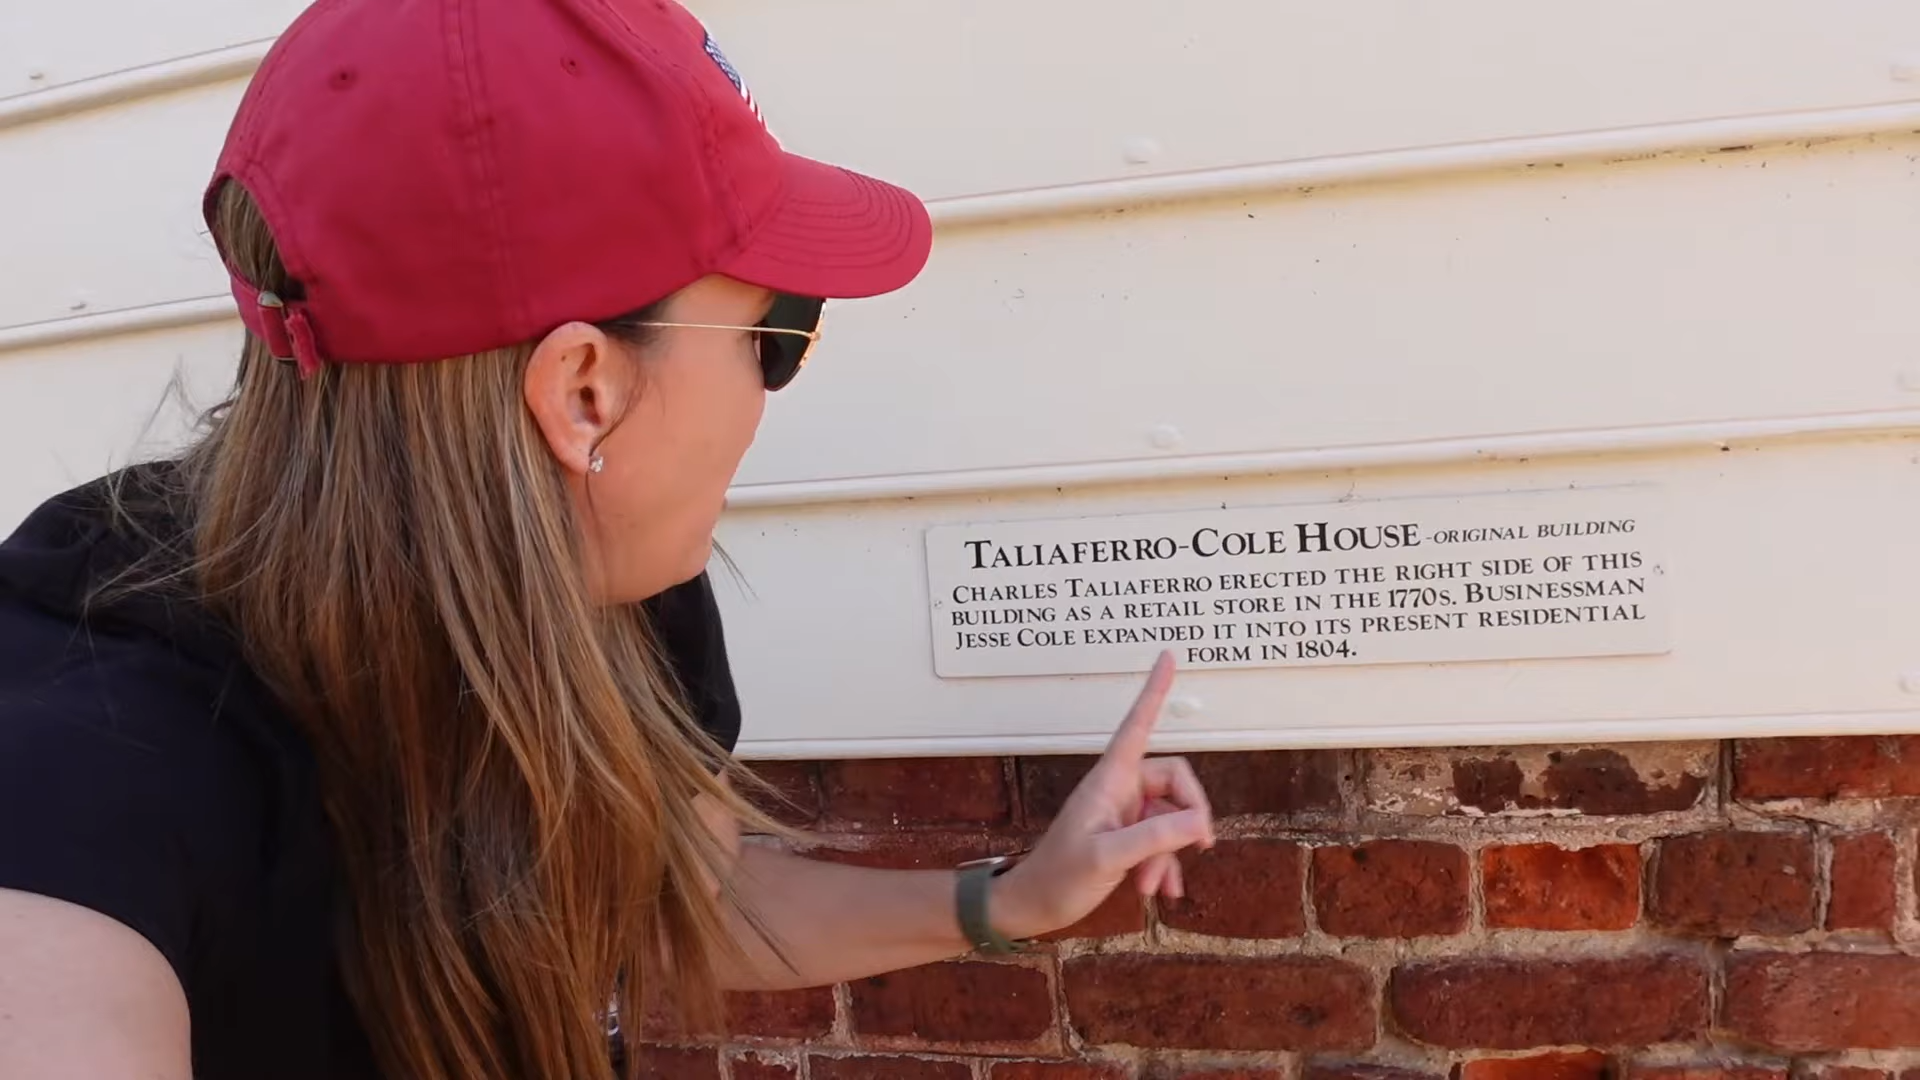 TALIAFERRO-COLE HOUSE -ORIGINAL BUILDING
CHARLES TALIAFERRO ERECTED THE RIGHT SIDE OF THIS
BUILDING AS A RETAIL STORE IN THE 1770S. BUSINESSMAN
JESSE COLE EXPANDED IT INTO ITS PRESENT RESIDENTIAL
FORM IN 1804.